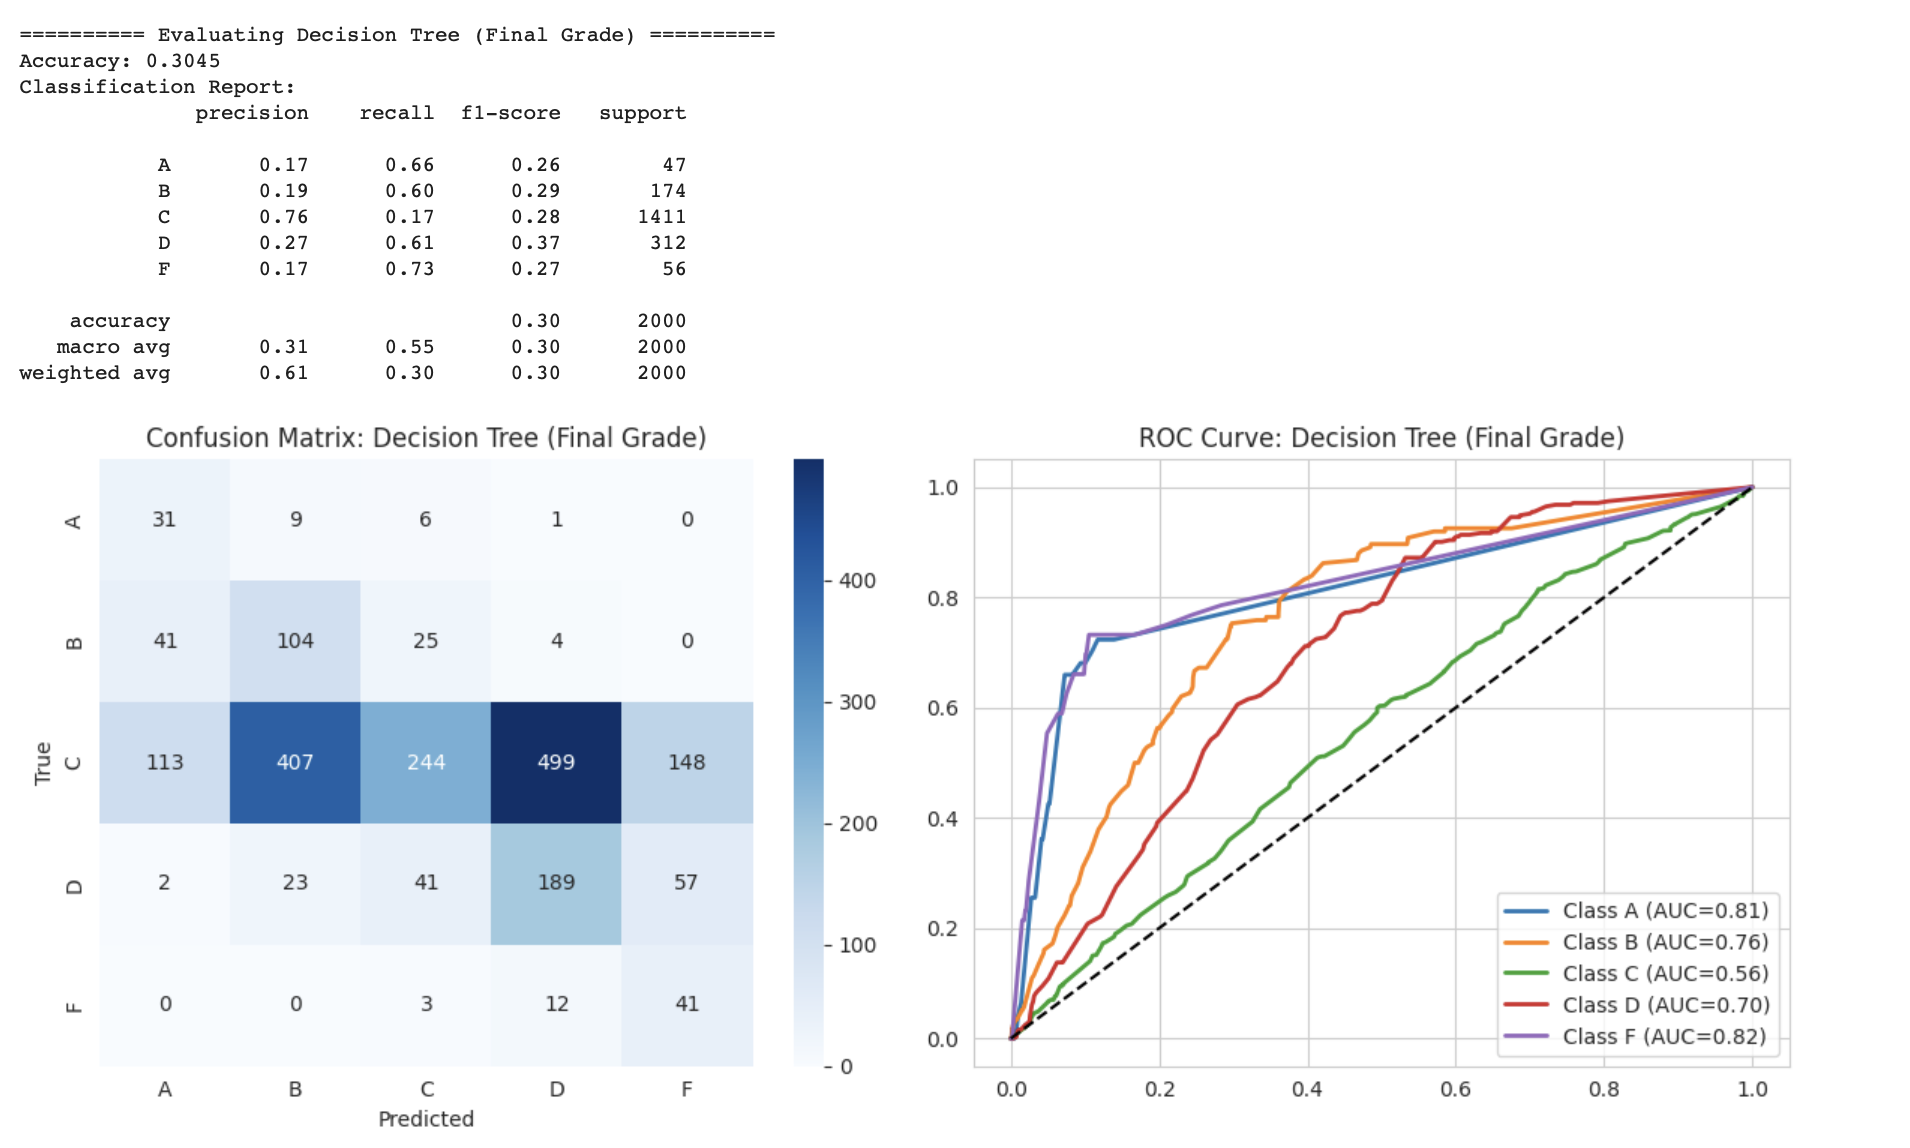 ========== Evaluating Decision Tree (Final Grade) ==========
Accuracy: 0.3045
Classification Report:
precision recall f1-score support
A 0.17 0.66 0.26 47
B 0.19 0.60 0.29 174
C 0.76 0.17 0.28 1411
D 0.27 0.61 0.37 312
F 0.17 0.73 0.27 56
accuracy 0.30 2000
macro avg 0.31 0.55 0.30 2000
weighted avg 0.61 0.30 0.30 2000
Confusion Matrix: Decision Tree (Final Grade)
A 31 9 6 1 0
B 41 104 25 4 0
C 113 407 244 499 148
D 2 23 41 189 57
F 0 0 3 12 41
A B C D F
True
Predicted
400
300
200
100
0
ROC Curve: Decision Tree (Final Grade)
1.0
0.8
0.6
0.4
0.2
0.0
0.0 0.2 0.4 0.6 0.8 1.0
Class A (AUC=0.81)
Class B (AUC=0.76)
Class C (AUC=0.56)
Class D (AUC=0.70)
Class F (AUC=0.82)